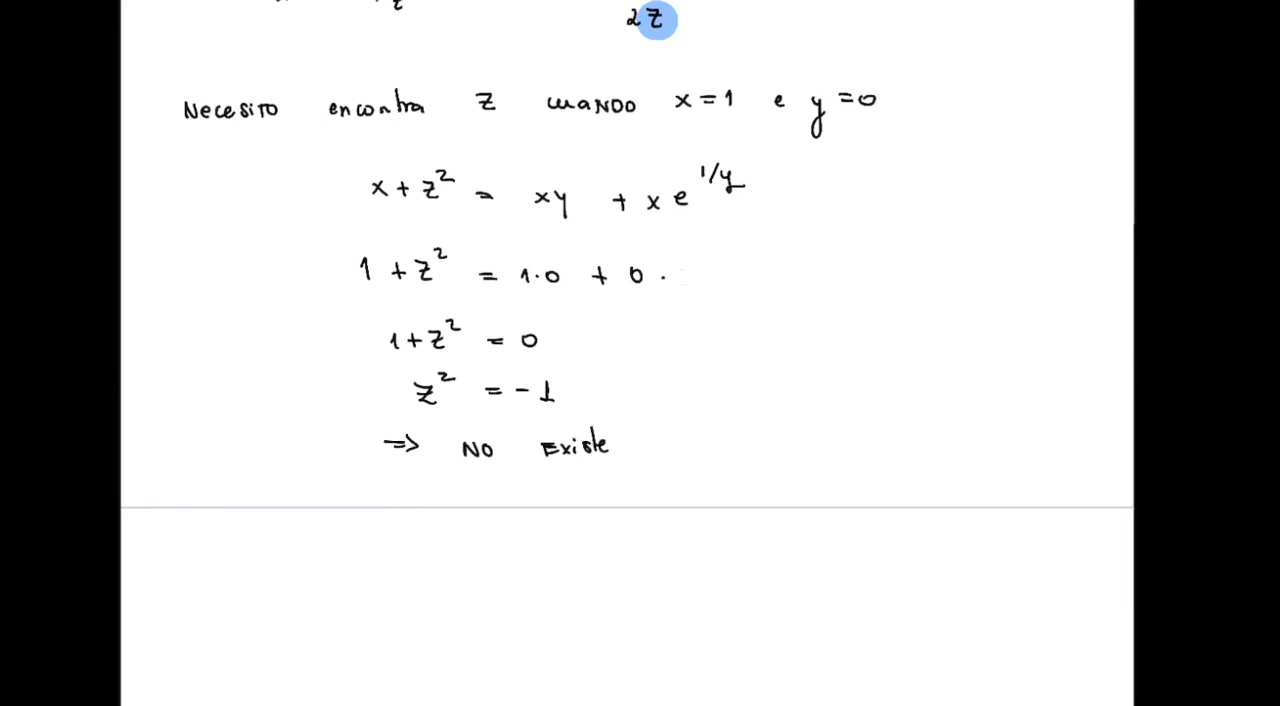 2z
Necesito encontra z cuando x=1 e y=0
x + z² = xy + x e^{1/y}
1 + z² = 1·0 + 0 .
1 + z² = 0
z² = -1
=> No Existe